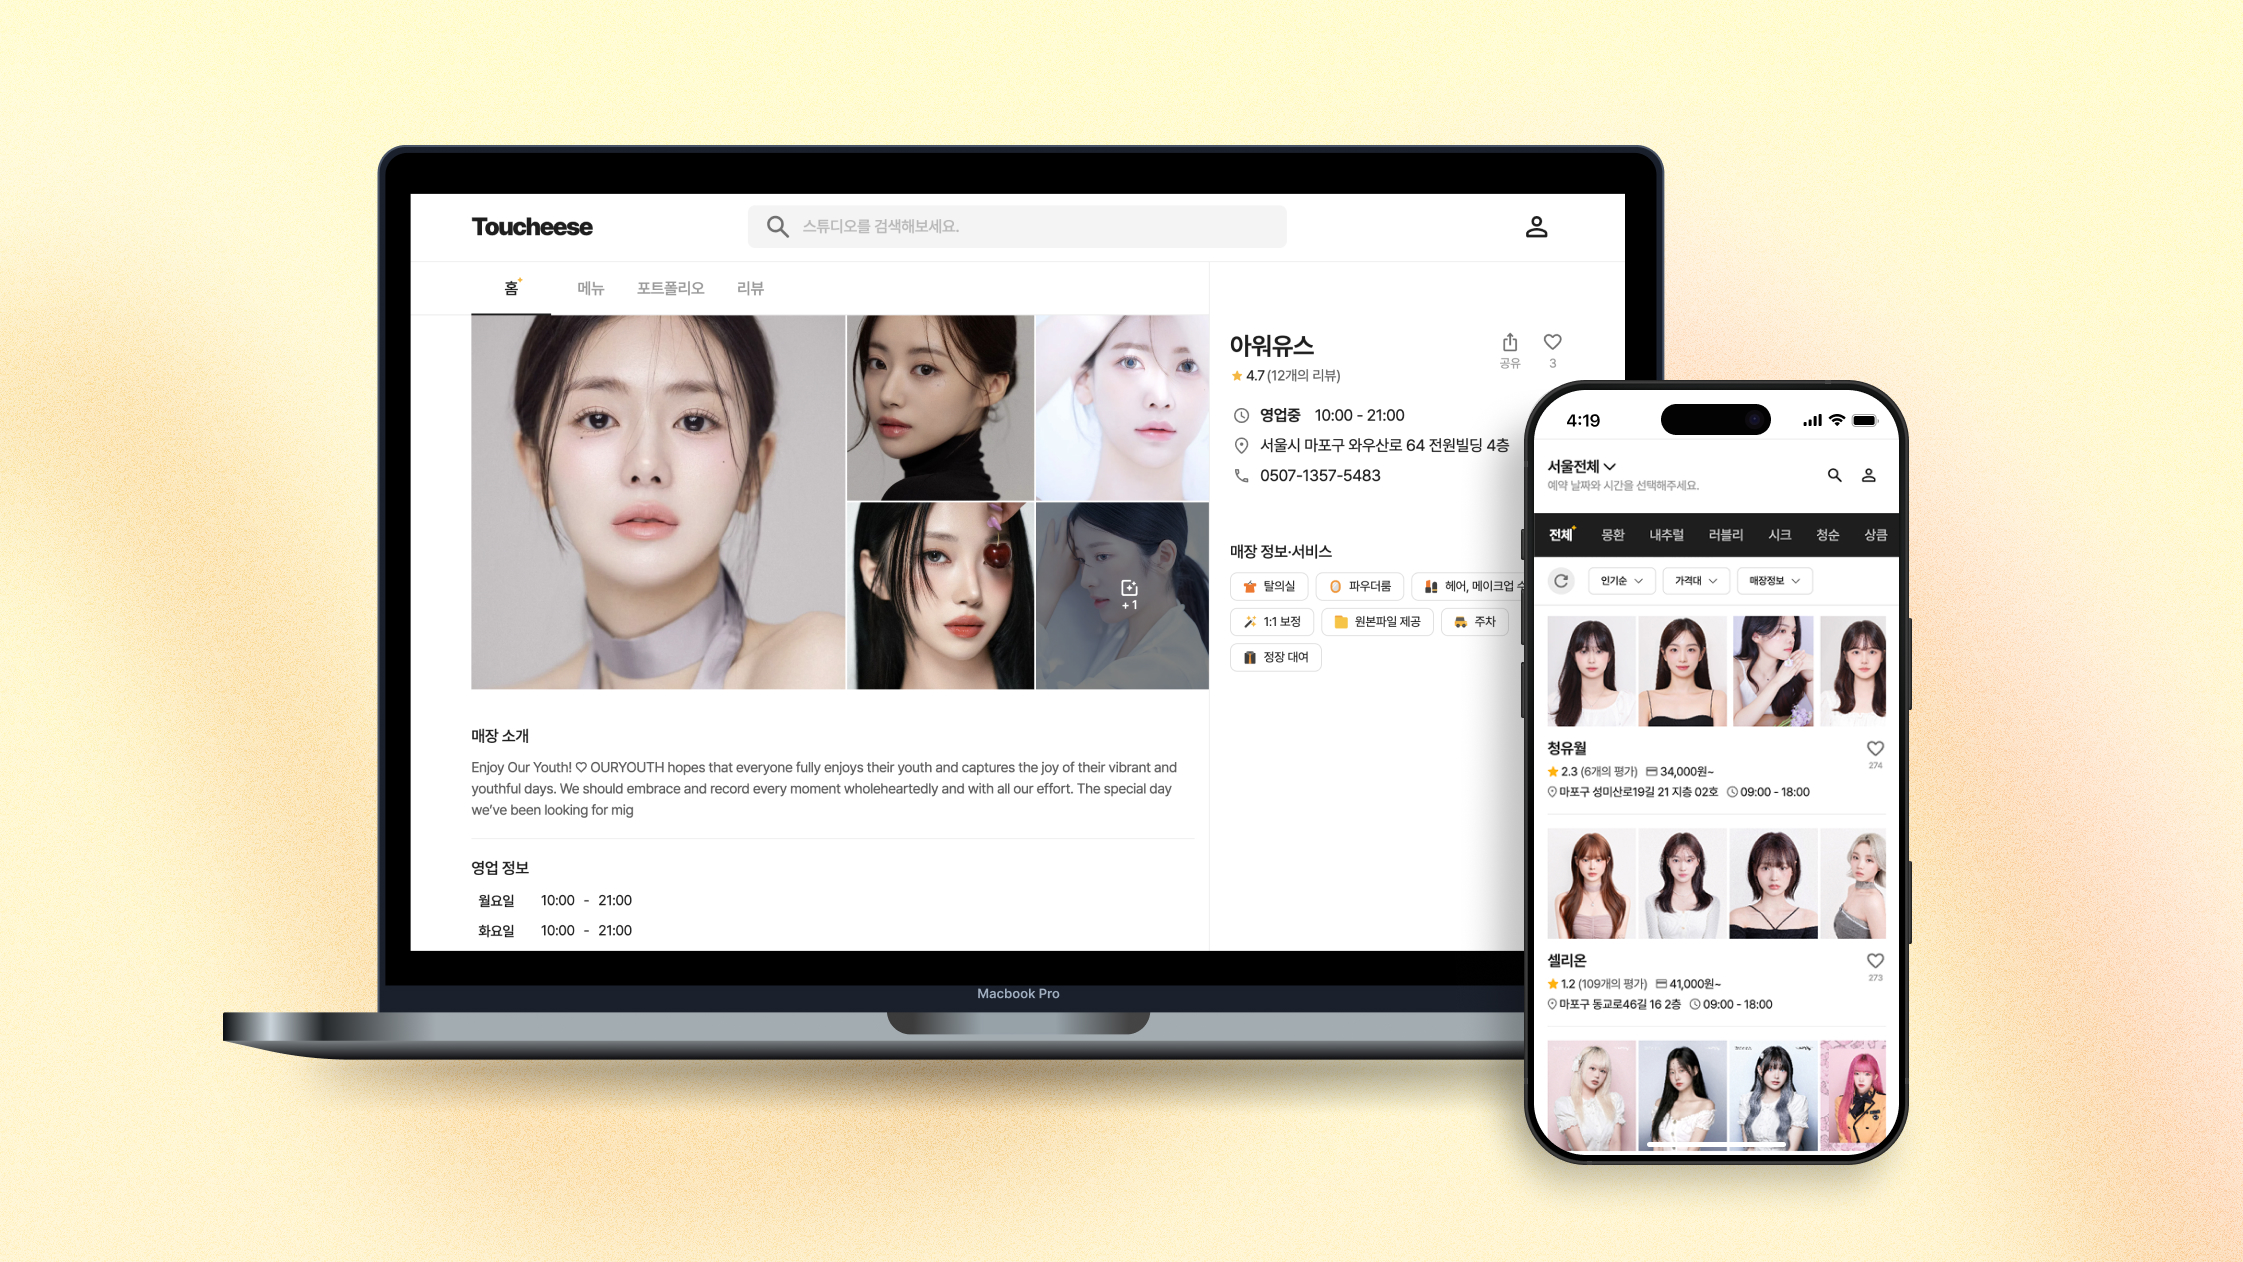 Toucheese
스튜디오를 검색해보세요.
홈 메뉴 포트폴리오 리뷰
+1
아워유스
공유 3
4.7 (12개의 리뷰)
영업중 10:00 - 21:00
서울시 마포구 와우산로 64 전원빌딩 4층
0507-1357-5483
매장 정보·서비스
탈의실 파우더룸 헤어, 메이크업 수
1:1 보정 원본파일 제공 주차
정장 대여
매장 소개
Enjoy Our Youth! ♡ OURYOUTH hopes that everyone fully enjoys their youth and captures the joy of their vibrant and
youthful days. We should embrace and record every moment wholeheartedly and with all our effort. The special day
we've been looking for mig
영업 정보
월요일 10:00 - 21:00
화요일 10:00 - 21:00
Macbook Pro
4:19
서울전체
예약 날짜와 시간을 선택해주세요.
전체 몽환 내추럴 러블리 시크 청순 상큼
인기순 가격대 매장정보
청유월
274
2.3 (6개의 평가) 34,000원~
마포구 성미산로19길 21 지층 02호 09:00 - 18:00
셀리온
273
1.2 (109개의 평가) 41,000원~
마포구 동교로46길 16 2층 09:00 - 18:00